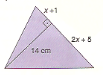 x + 1
2x + 5
14 cm